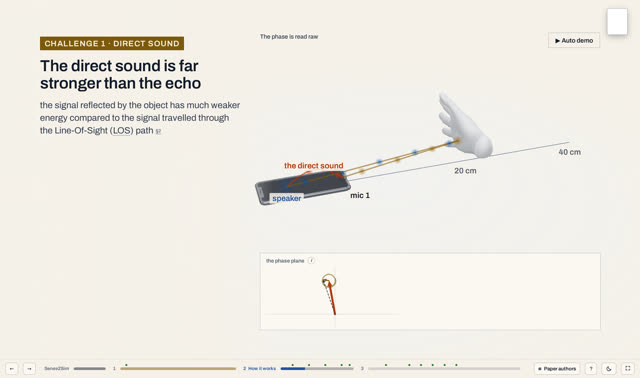 CHALLENGE 1 · DIRECT SOUND
The direct sound is far
stronger than the echo
the signal reflected by the object has much weaker
energy compared to the signal travelled through
the Line-Of-Sight (LOS) path
The phase is read raw
▶ Auto demo
the direct sound
speaker
mic 1
20 cm
40 cm
the phase plane i
← →
1
2 How it works
3
Paper authors
?